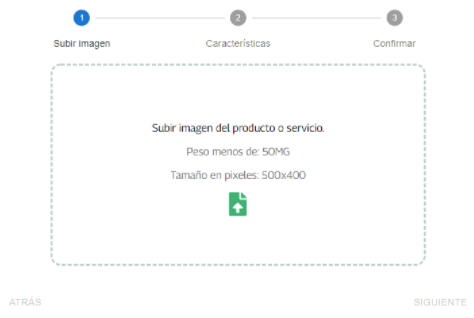 1 2 3
Subir imagen Características Confirmar
Subir imagen del producto o servicio.
Peso menos de: 50MG
Tamaño en pixeles: 500x400
ATRÁS SIGUIENTE